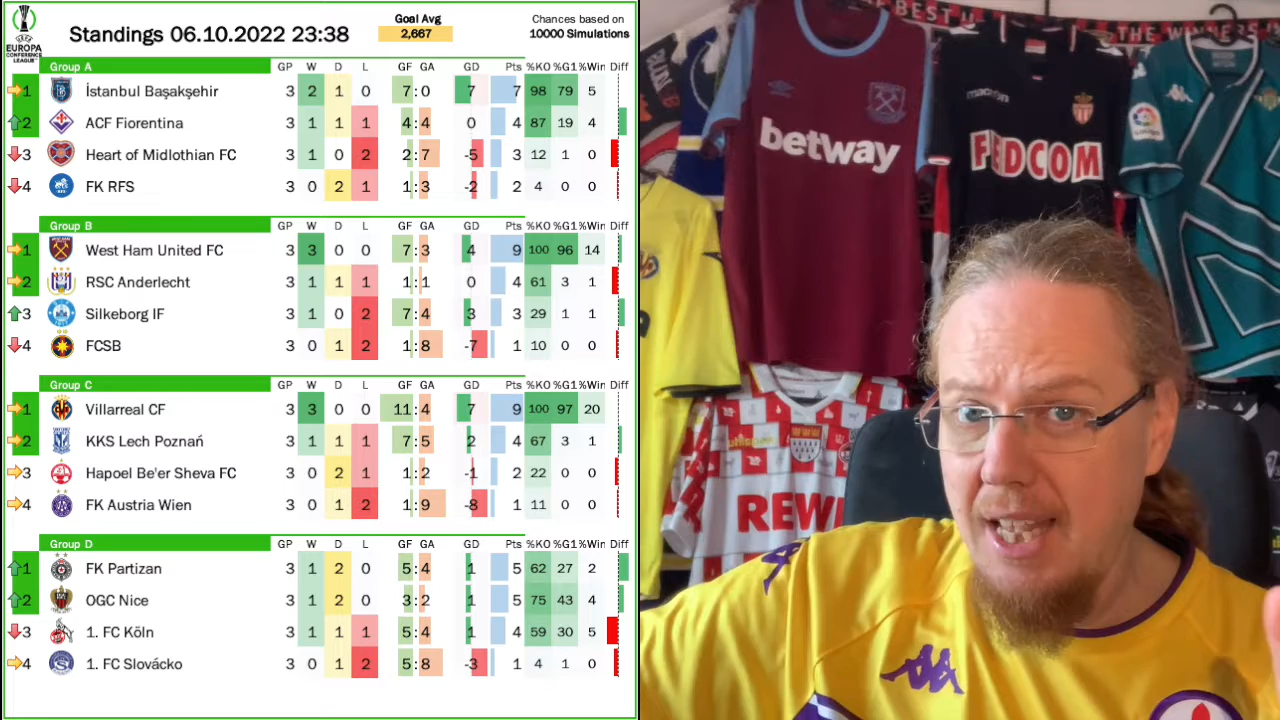 UEFA
EUROPA
CONFERENCE
LEAGUE
Standings 06.10.2022 23:38
Goal Avg
2,667
Chances based on
10000 Simulations
Group A GP W D L GF GA GD Pts %KO %G1 %Win Diff
1 İstanbul Başakşehir 3 2 1 0 7:0 7 7 98 79 5
2 ACF Fiorentina 3 1 1 1 4:4 0 4 87 19 4
3 Heart of Midlothian FC 3 1 0 2 2:7 -5 3 12 1 0
4 FK RFS 3 0 2 1 1:3 -2 2 4 0 0
Group B GP W D L GF GA GD Pts %KO %G1 %Win Diff
1 West Ham United FC 3 3 0 0 7:3 4 9 100 96 14
2 RSC Anderlecht 3 1 1 1 1:1 0 4 61 3 1
3 Silkeborg IF 3 1 0 2 7:4 3 3 29 1 1
4 FCSB 3 0 1 2 1:8 -7 1 10 0 0
Group C GP W D L GF GA GD Pts %KO %G1 %Win Diff
1 Villarreal CF 3 3 0 0 11:4 7 9 100 97 20
2 KKS Lech Poznań 3 1 1 1 7:5 2 4 67 3 1
3 Hapoel Be'er Sheva FC 3 0 2 1 1:2 -1 2 22 0 0
4 FK Austria Wien 3 0 1 2 1:9 -8 1 11 0 0
Group D GP W D L GF GA GD Pts %KO %G1 %Win Diff
1 FK Partizan 3 1 2 0 5:4 1 5 62 27 2
2 OGC Nice 3 1 2 0 3:2 1 5 75 43 4
3 1. FC Köln 3 1 1 1 5:4 1 4 59 30 5
4 1. FC Slovácko 3 0 1 2 5:8 -3 1 4 1 0
THE BEST
THE WINNERS
betway
macron
FEDCOM
LaLiga
Kappa
REWE